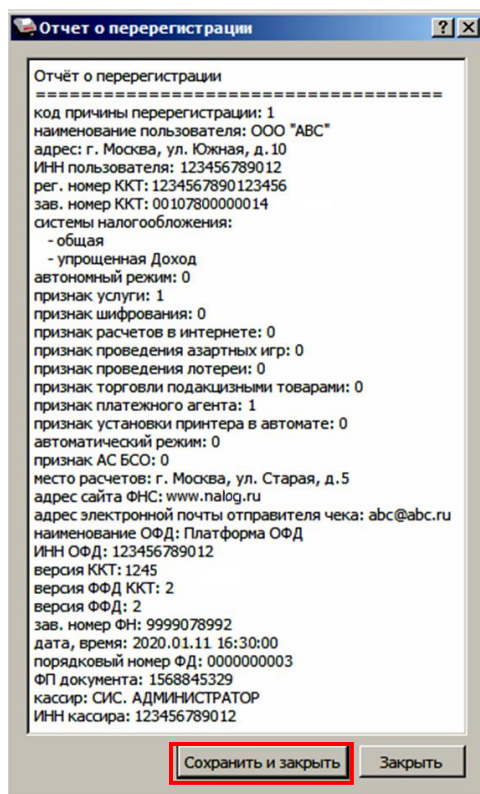 Отчет о перерегистрации
Отчёт о перерегистрации
=====================================
код причины перерегистрации: 1
наименование пользователя: ООО "АВС"
адрес: г. Москва, ул. Южная, д.10
ИНН пользователя: 123456789012
рег. номер ККТ: 1234567890123456
зав. номер ККТ: 00107800000014
системы налогообложения:
- общая
- упрощенная Доход
автономный режим: 0
признак услуги: 1
признак шифрования: 0
признак расчетов в интернете: 0
признак проведения азартных игр: 0
признак проведения лотереи: 0
признак торговли подакцизными товарами: 0
признак платежного агента: 1
признак установки принтера в автомате: 0
автоматический режим: 0
признак АС БСО: 0
место расчетов: г. Москва, ул. Старая, д.5
адрес сайта ФНС: www.nalog.ru
адрес электронной почты отправителя чека: abc@abc.ru
наименование ОФД: Платформа ОФД
ИНН ОФД: 123456789012
версия ККТ: 1245
версия ФФД ККТ: 2
версия ФФД: 2
зав. номер ФН: 9999078992
дата, время: 2020.01.11 16:30:00
порядковый номер ФД: 0000000003
ФП документа: 1568845329
кассир: СИС. АДМИНИСТРАТОР
ИНН кассира: 123456789012
Сохранить и закрыть Закрыть